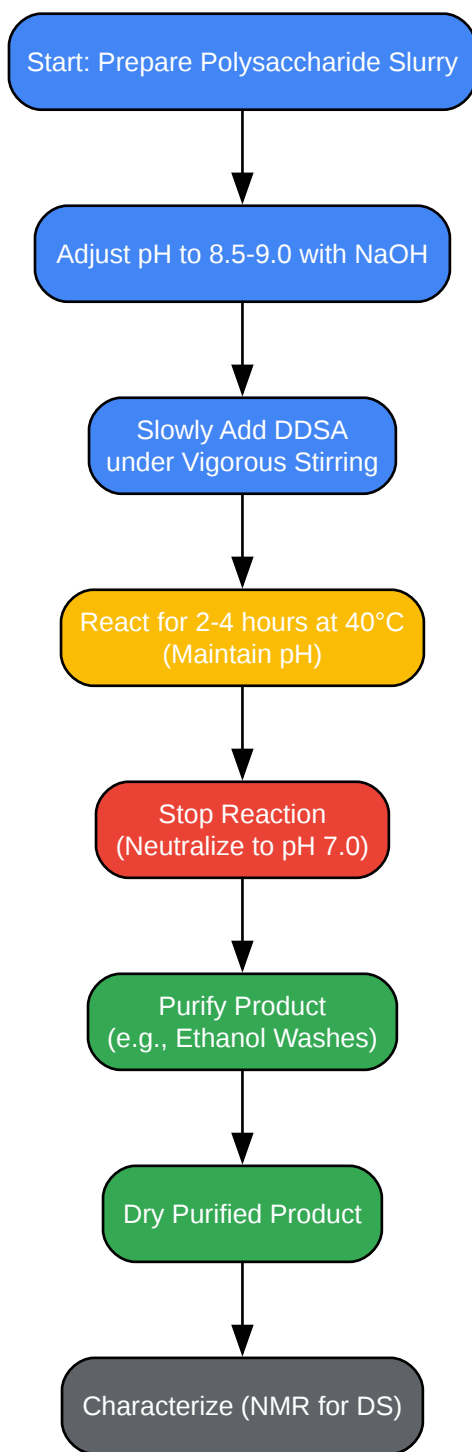 Start: Prepare Polysaccharide Slurry
Adjust pH to 8.5-9.0 with NaOH
Slowly Add DDSA
under Vigorous Stirring
React for 2-4 hours at 40°C
(Maintain pH)
Stop Reaction
(Neutralize to pH 7.0)
Purify Product
(e.g., Ethanol Washes)
Dry Purified Product
Characterize (NMR for DS)